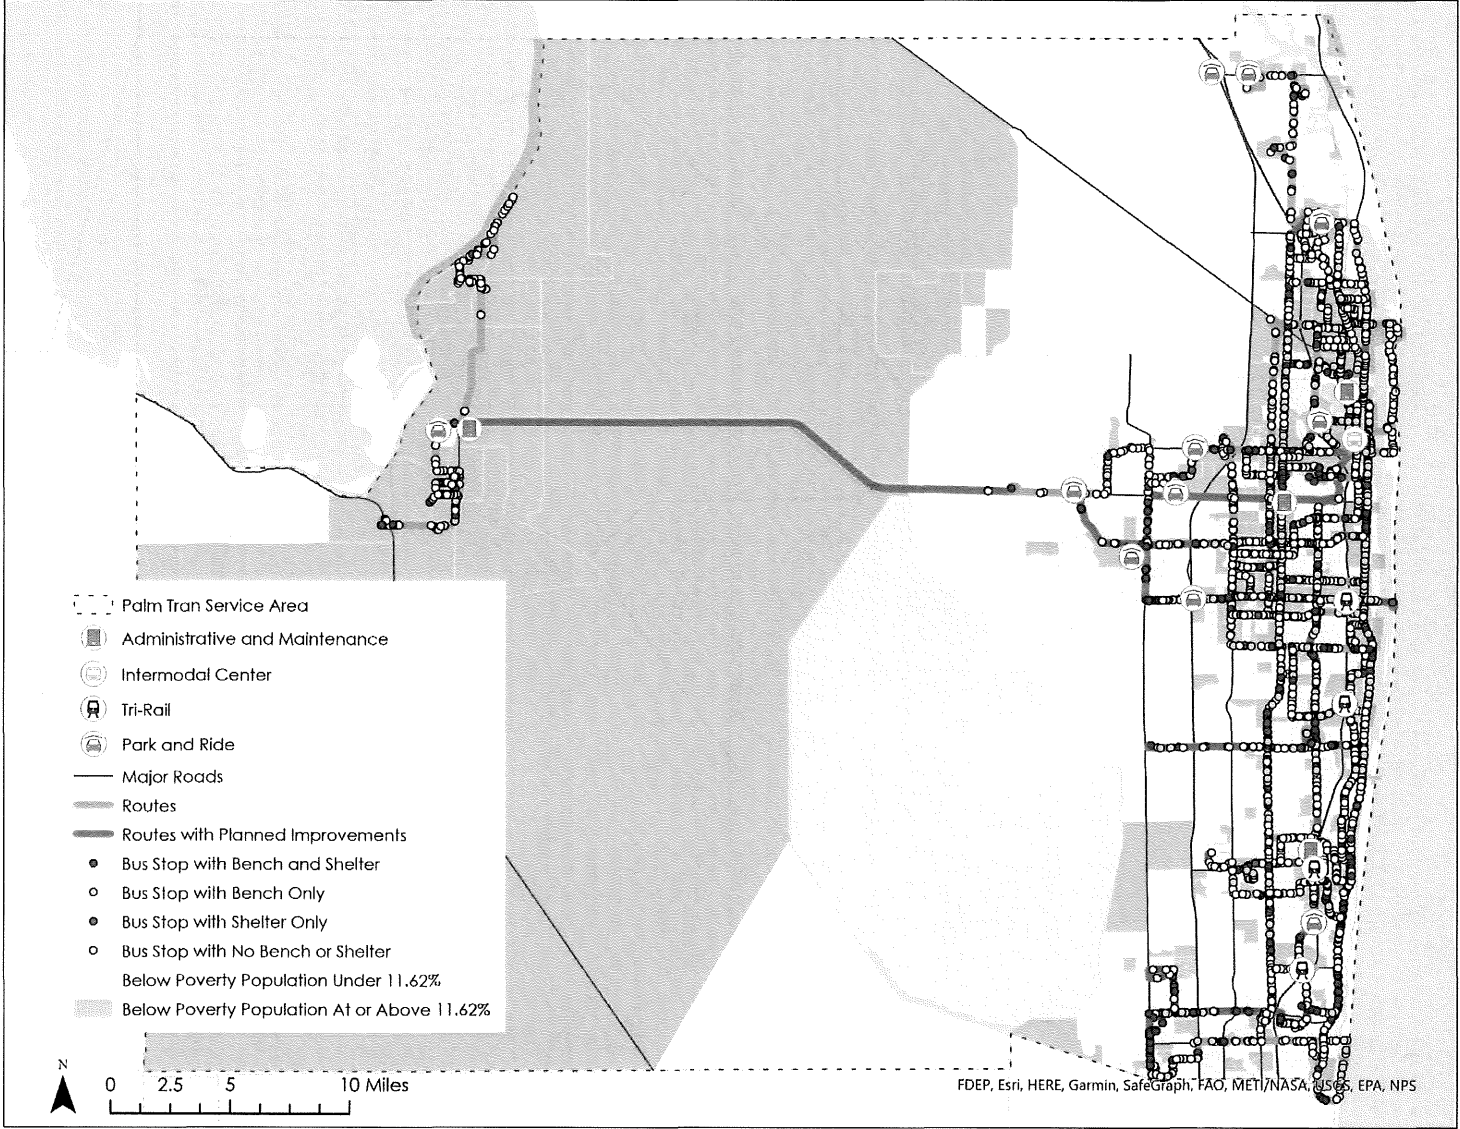 Palm Tran Service Area
Administrative and Maintenance
Intermodal Center
Tri-Rail
Park and Ride
Major Roads
Routes
Routes with Planned Improvements
Bus Stop with Bench and Shelter
Bus Stop with Bench Only
Bus Stop with Shelter Only
Bus Stop with No Bench or Shelter
Below Poverty Population Under 11.62%
Below Poverty Population At or Above 11.62%
N
0 2.5 5 10 Miles
FDEP, Esri, HERE, Garmin, SafeGraph, FAO, METI/NASA, USGS, EPA, NPS